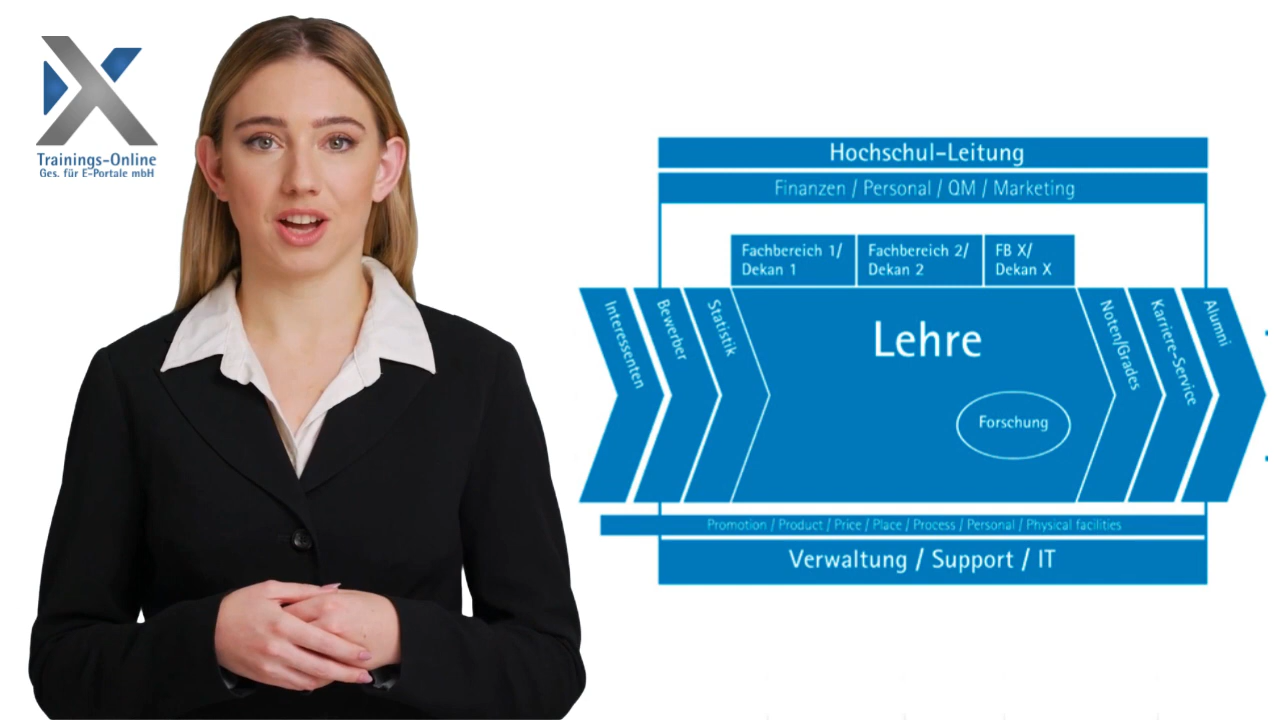 Trainings-Online
Ges. für E-Portale mbH
Hochschul-Leitung
Finanzen / Personal / QM / Marketing
Fachbereich 1/
Dekan 1
Fachbereich 2/
Dekan 2
FB X/
Dekan X
Interessenten
Bewerber
Statistik
Lehre
Forschung
Noten/Grades
Karriere-Service
Alumni
Promotion / Product / Price / Place / Process / Personal / Physical facilities
Verwaltung / Support / IT